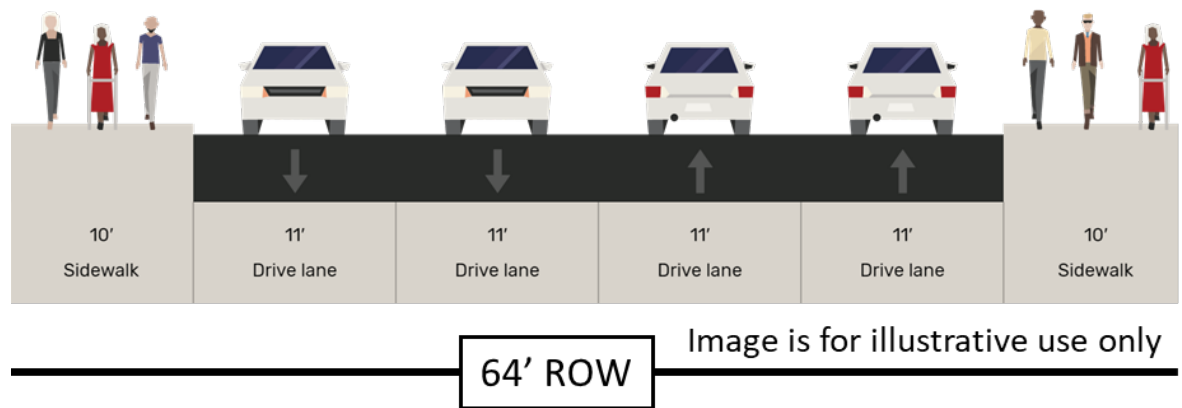 10’
11’
11’
11’
11’
10’
Sidewalk
Drive lane
Drive lane
Drive lane
Drive lane
Sidewalk
Image is for illustrative use only
64’ ROW